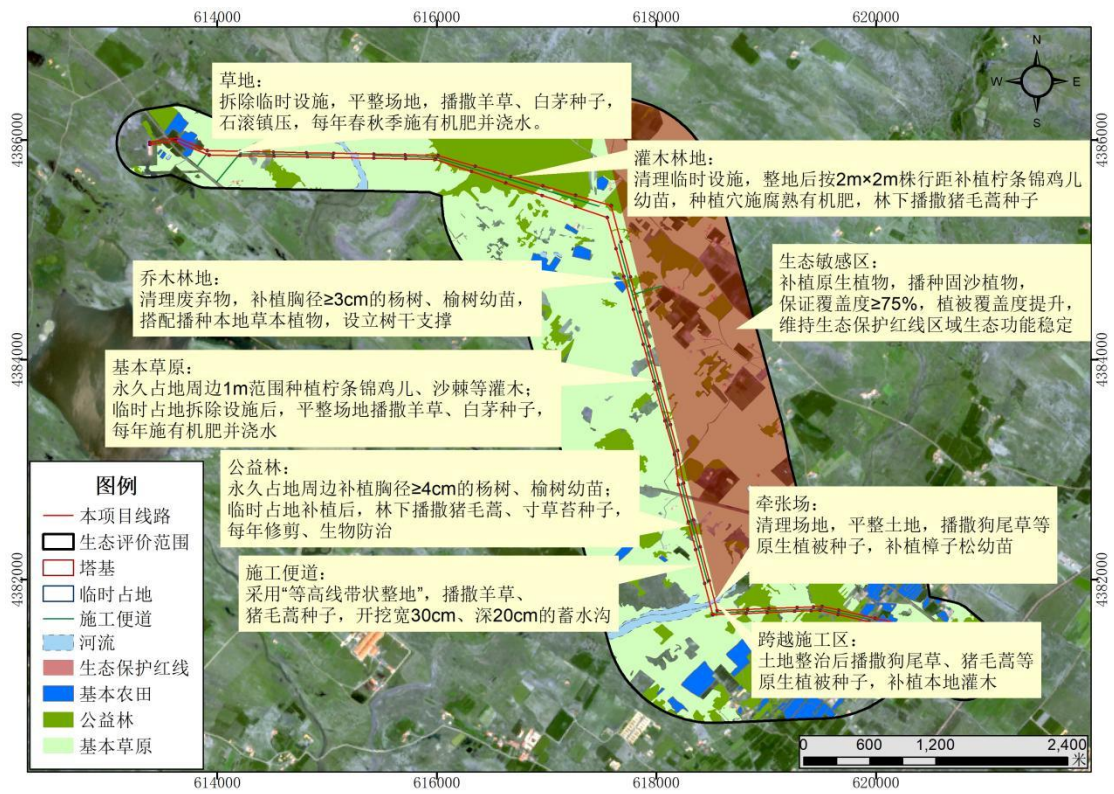 614000
616000
618000
620000
4386000
4384000
4382000
N
W
E
S
草地：
拆除临时设施，平整场地，播撒羊草、白茅种子，
石滚镇压，每年春秋季施有机肥并浇水。
灌木林地：
清理临时设施，整地后按2m×2m株行距补植柠条锦鸡儿
幼苗，种植穴施腐熟有机肥，林下播撒猪毛蒿种子
乔木林地：
清理废弃物，补植胸径≥3cm的杨树、榆树幼苗，
搭配播种本地草本植物，设立树干支撑
生态敏感区：
补植原生植物，播种固沙植物，
保证覆盖度≥75%，植被覆盖度提升，
维持生态保护红线区域生态功能稳定
基本草原：
永久占地周边1m范围种植柠条锦鸡儿、沙棘等灌木；
临时占地拆除设施后，平整场地播撒羊草、白茅种子，
每年施有机肥并浇水
公益林：
永久占地周边补植胸径≥4cm的杨树、榆树幼苗；
临时占地补植后，林下播撒猪毛蒿、寸草苔种子，
每年修剪、生物防治
牵张场：
清理场地，平整土地，播撒狗尾草等
原生植被种子，补植樟子松幼苗
施工便道：
采用“等高线带状整地”，播撒羊草、
猪毛蒿种子，开挖宽30cm、深20cm的蓄水沟
跨越施工区：
土地整治后播撒狗尾草、猪毛蒿等
原生植被种子，补植本地灌木
图例
本项目线路
生态评价范围
塔基
临时占地
施工便道
河流
生态保护红线
基本农田
公益林
基本草原
0 600 1,200 2,400
米
4386000
4384000
4382000
614000
616000
618000
620000